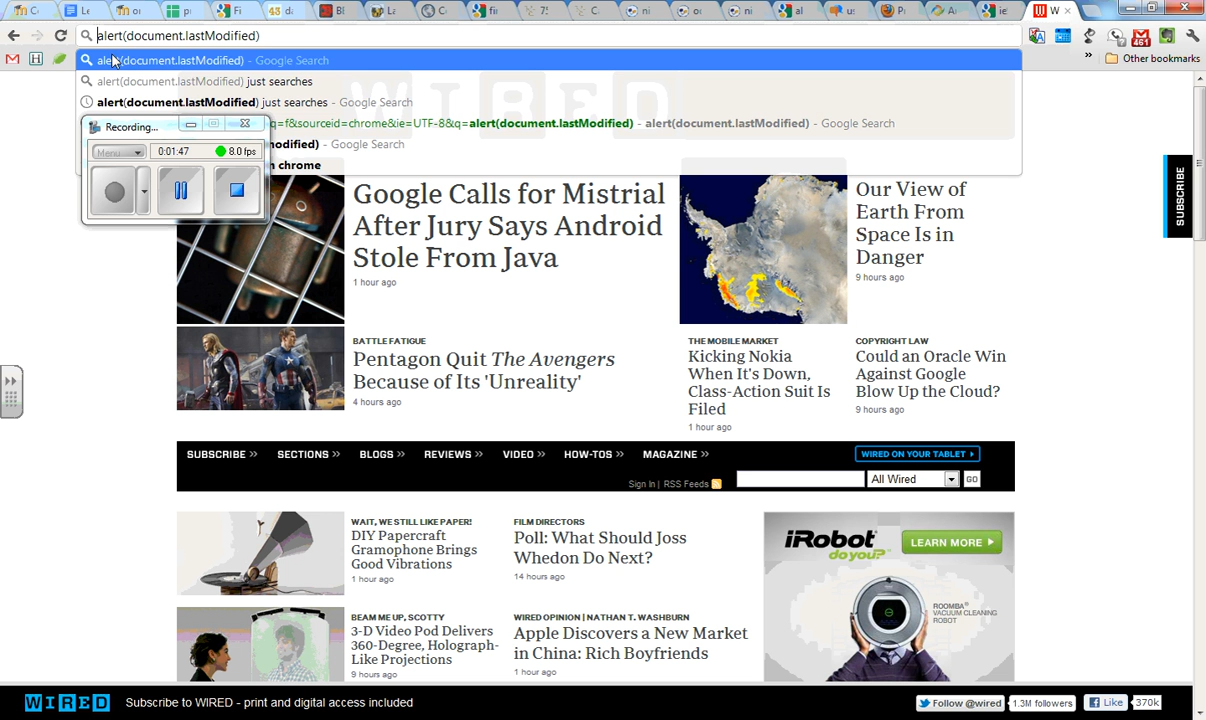 Le
Fi
W
alert(document.lastModified)
461
alert(document.lastModified) - Google Search
alert(document.lastModified) just searches
alert(document.lastModified) just searches - Google Search
q=f&sourceid=chrome&ie=UTF-8&q=alert(document.lastModified) - alert(document.lastModified) - Google Search
modified) - Google Search
chrome
Other bookmarks
Recording...
Menu
0:01:47
8.0 fps
WIRED
SUBSCRIBE
Google Calls for Mistrial
After Jury Says Android
Stole From Java
1 hour ago
Our View of
Earth From
Space Is in
Danger
9 hours ago
BATTLE FATIGUE
Pentagon Quit The Avengers
Because of Its 'Unreality'
4 hours ago
THE MOBILE MARKET
Kicking Nokia
When It's Down,
Class-Action Suit Is
Filed
1 hour ago
COPYRIGHT LAW
Could an Oracle Win
Against Google
Blow Up the Cloud?
9 hours ago
SUBSCRIBE >> SECTIONS >> BLOGS >> REVIEWS >> VIDEO >> HOW-TOS >> MAGAZINE >>
WIRED ON YOUR TABLET
Sign In | RSS Feeds
All Wired
GO
WAIT, WE STILL LIKE PAPER!
DIY Papercraft
Gramophone Brings
Good Vibrations
1 hour ago
FILM DIRECTORS
Poll: What Should Joss
Whedon Do Next?
14 hours ago
iRobot
do you?
LEARN MORE
ROOMBA®
VACUUM CLEANING
ROBOT
BEAM ME UP, SCOTTY
3-D Video Pod Delivers
360-Degree, Holograph-
Like Projections
9 hours ago
WIRED OPINION | NATHAN T. WASHBURN
Apple Discovers a New Market
in China: Rich Boyfriends
1 hour ago
WIRED
Subscribe to WIRED - print and digital access included
Follow @wired
1.3M followers
Like
370k